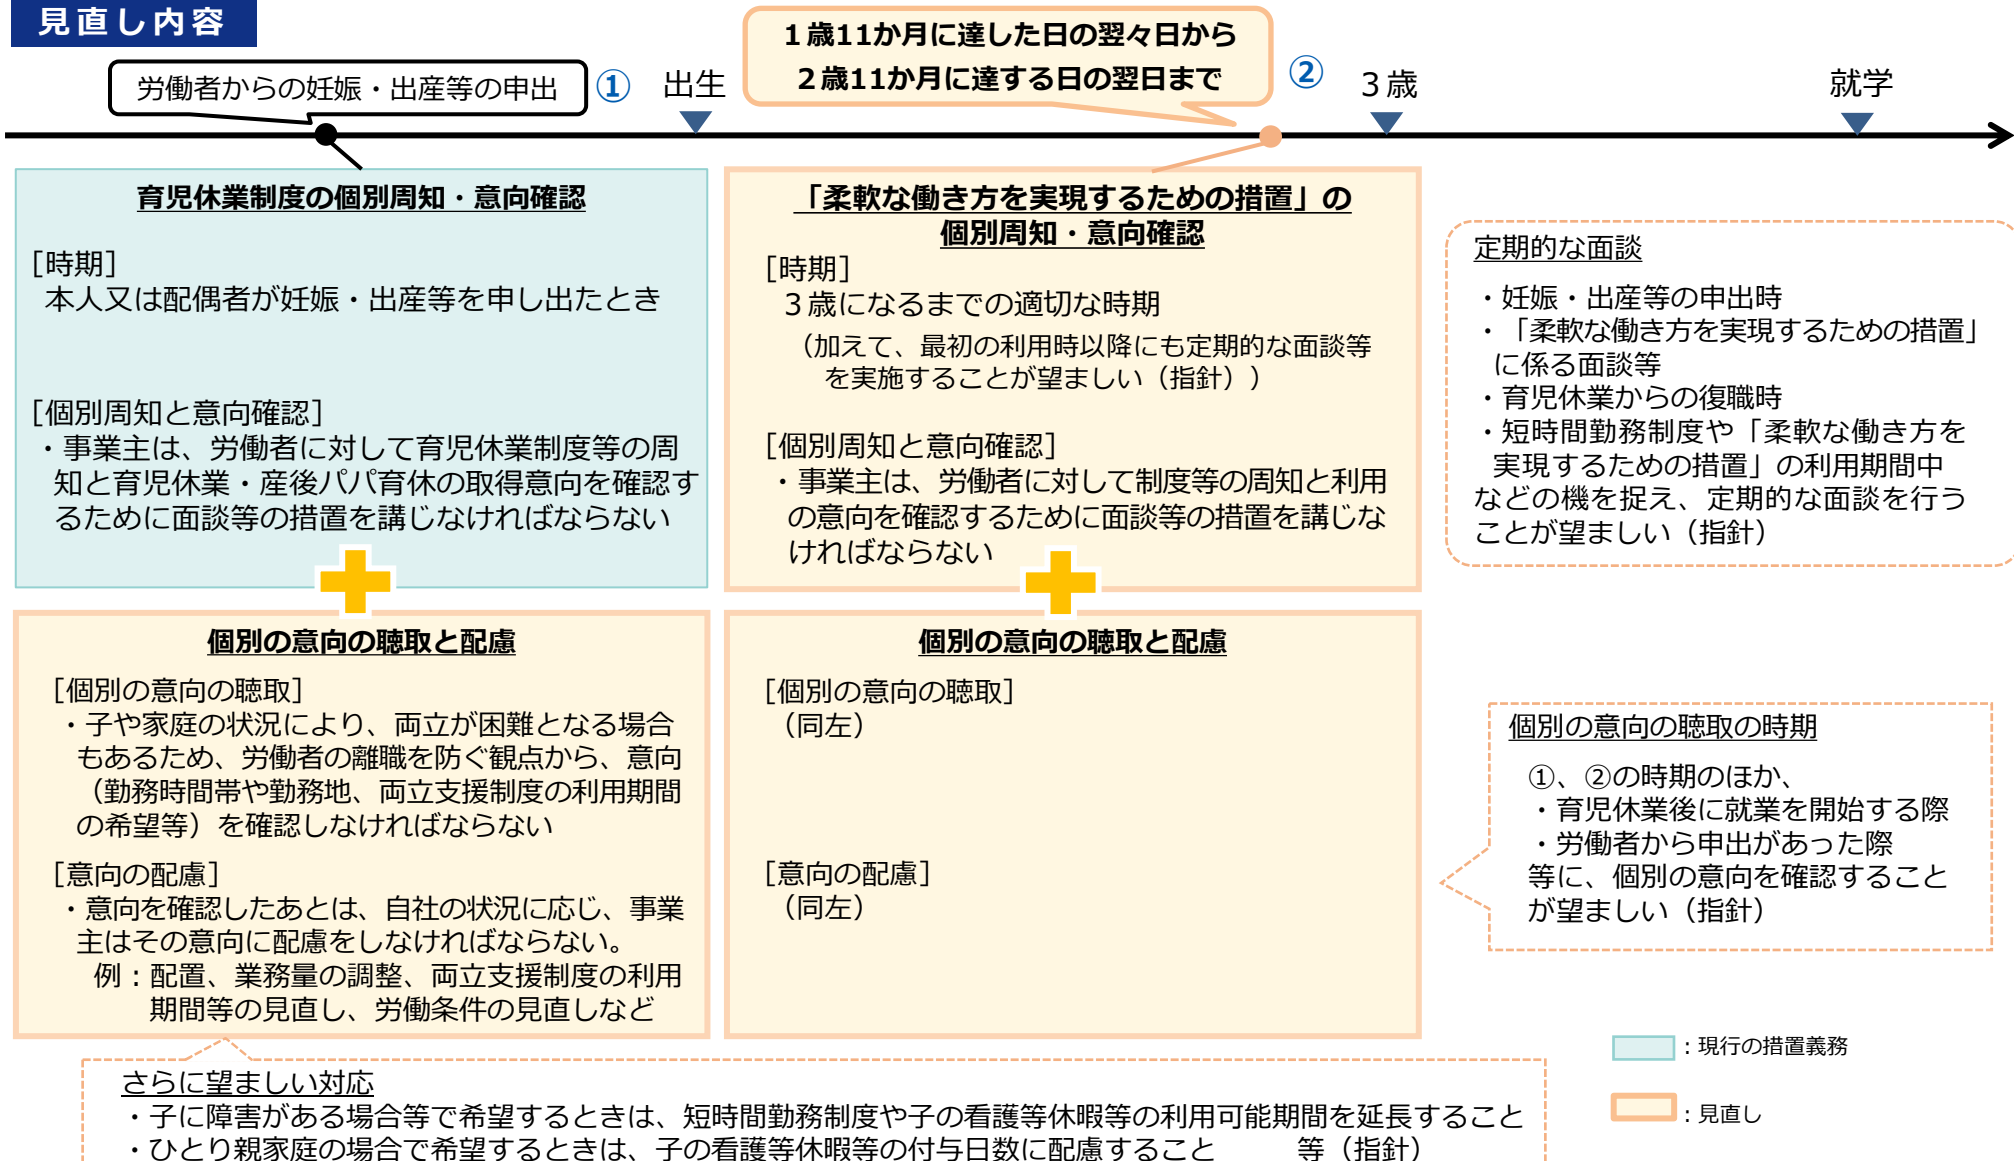 見直し内容
労働者からの妊娠・出産等の申出
①
出生
１歳11か月に達した日の翌々日から
２歳11か月に達する日の翌日まで
②
３歳
就学
育児休業制度の個別周知・意向確認
［時期］
本人又は配偶者が妊娠・出産等を申し出たとき
［個別周知と意向確認］
・事業主は、労働者に対して育児休業制度等の周
知と育児休業・産後パパ育休の取得意向を確認す
るために面談等の措置を講じなければならない
「柔軟な働き方を実現するための措置」の
個別周知・意向確認
［時期］
３歳になるまでの適切な時期
（加えて、最初の利用時以降にも定期的な面談等
を実施することが望ましい（指針））
［個別周知と意向確認］
・事業主は、労働者に対して制度等の周知と利用
の意向を確認するために面談等の措置を講じな
ければならない
定期的な面談
・妊娠・出産等の申出時
・「柔軟な働き方を実現するための措置」
に係る面談等
・育児休業からの復職時
・短時間勤務制度や「柔軟な働き方を
実現するための措置」の利用期間中
などの機を捉え、定期的な面談を行う
ことが望ましい（指針）
個別の意向の聴取と配慮
［個別の意向の聴取］
・子や家庭の状況により、両立が困難となる場合
もあるため、労働者の離職を防ぐ観点から、意向
（勤務時間帯や勤務地、両立支援制度の利用期間
の希望等）を確認しなければならない
［意向の配慮］
・意向を確認したあとは、自社の状況に応じ、事業
主はその意向に配慮をしなければならない。
例：配置、業務量の調整、両立支援制度の利用
期間等の見直し、労働条件の見直しなど
個別の意向の聴取と配慮
［個別の意向の聴取］
（同左）
［意向の配慮］
（同左）
個別の意向の聴取の時期
①、②の時期のほか、
・育児休業後に就業を開始する際
・労働者から申出があった際
等に、個別の意向を確認すること
が望ましい（指針）
さらに望ましい対応
・子に障害がある場合等で希望するときは、短時間勤務制度や子の看護等休暇等の利用可能期間を延長すること
・ひとり親家庭の場合で希望するときは、子の看護等休暇等の付与日数に配慮すること　　　等（指針）
：現行の措置義務
：見直し